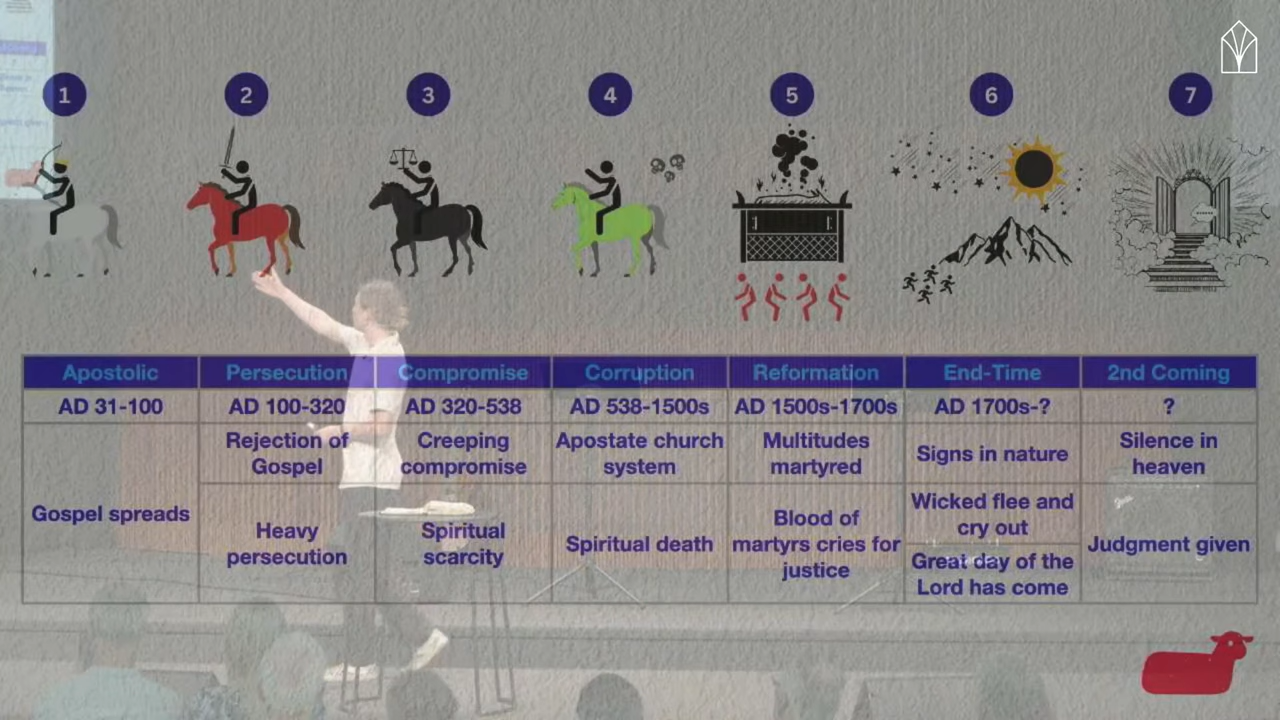 1 2 3 4 5 6 7
Apostolic Persecution Compromise Corruption Reformation End-Time 2nd Coming
AD 31-100 AD 100-320 AD 320-538 AD 538-1500s AD 1500s-1700s AD 1700s-? ?
Gospel spreads
Rejection of
Gospel
Heavy
persecution
Creeping
compromise
Spiritual
scarcity
Apostate church
system
Spiritual death
Multitudes
martyred
Blood of
martyrs cries for
justice
Signs in nature
Wicked flee and
cry out
Great day of the
Lord has come
Silence in
heaven
Judgment given